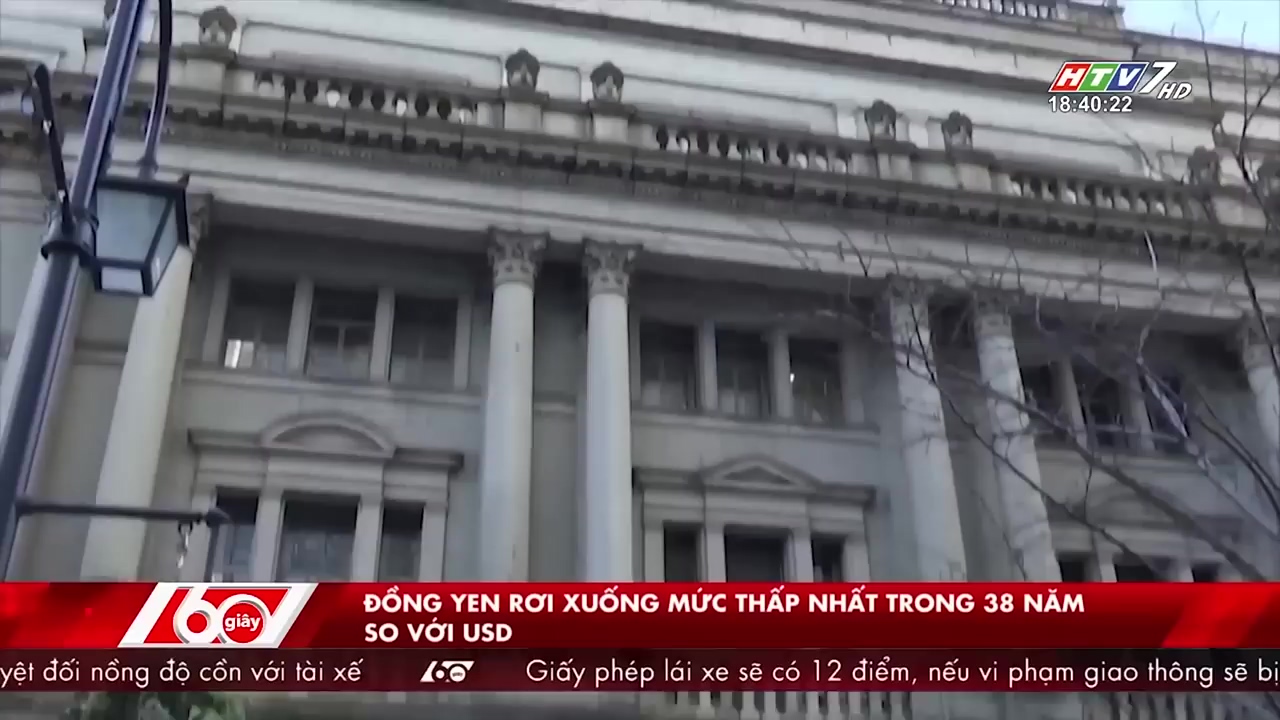 HTV7 HD
18:40:22
60 giây
ĐỒNG YEN RƠI XUỐNG MỨC THẤP NHẤT TRONG 38 NĂM
SO VỚI USD
yệt đối nồng độ cồn với tài xế 60 giây Giấy phép lái xe sẽ có 12 điểm, nếu vi phạm giao thông sẽ bị